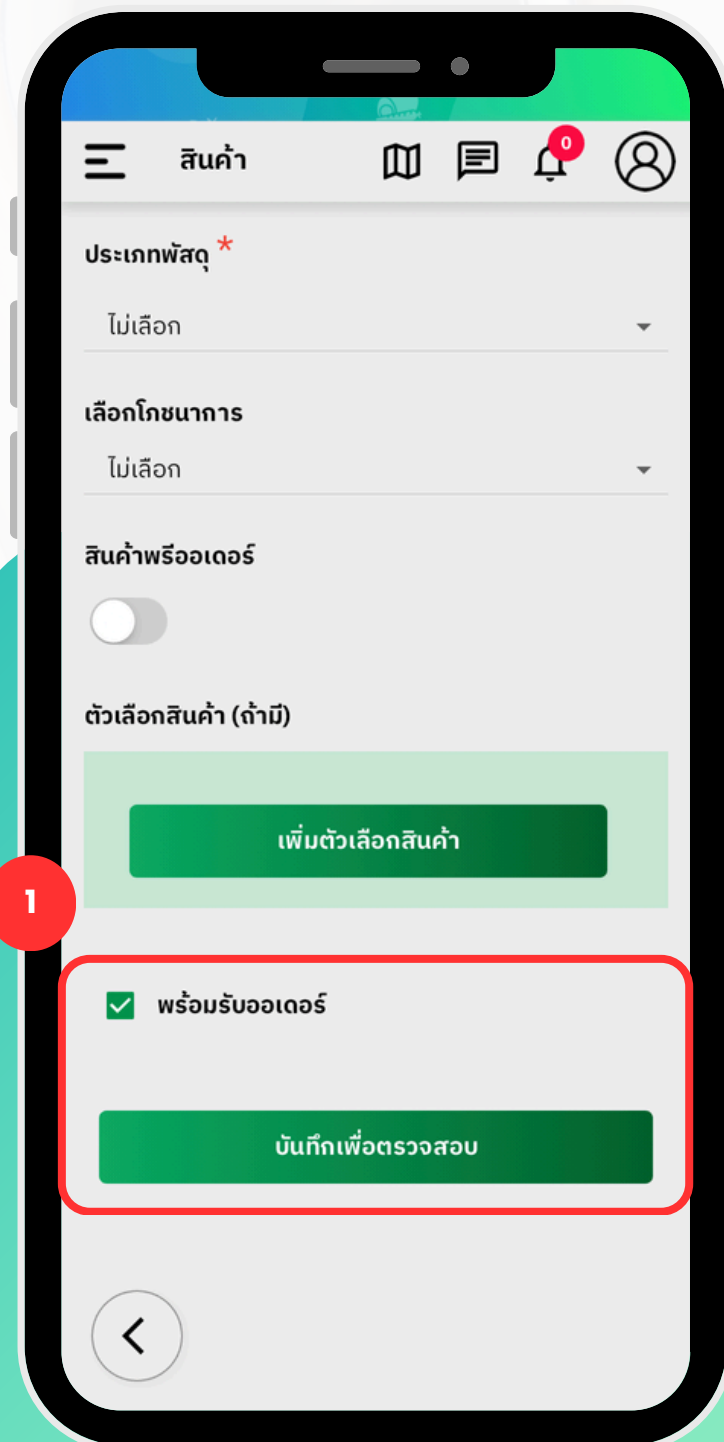 สินค้า
0
ประเภทพัสดุ *
ไม่เลือก
เลือกโภชนาการ
ไม่เลือก
สินค้าพรีออเดอร์
ตัวเลือกสินค้า (ถ้ามี)
เพิ่มตัวเลือกสินค้า
1
พร้อมรับออเดอร์
บันทึกเพื่อตรวจสอบ